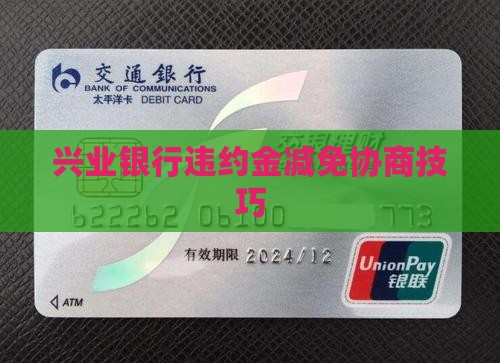 交通銀行
BANK OF COMMUNICATIONS
太平洋卡 DEBIT CARD
兴业银行违约金减免协商技
巧
622262 06100 773
有效期限 2024/12
UnionPay
银联
ATM